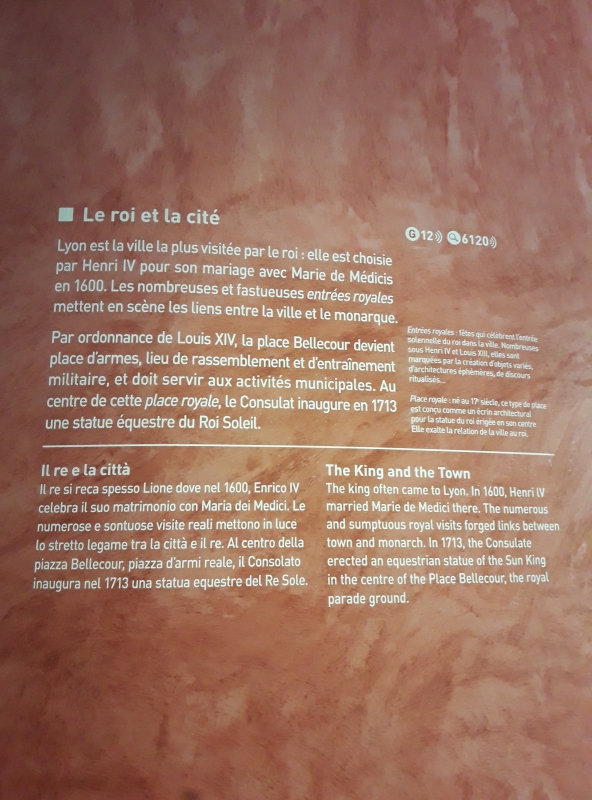 Le roi et la cité
Lyon est la ville la plus visitée par le roi : elle est choisie
par Henri IV pour son mariage avec Marie de Médicis
en 1600. Les nombreuses et fastueuses entrées royales
mettent en scène les liens entre la ville et le monarque.
Par ordonnance de Louis XIV, la place Bellecour devient
place d'armes, lieu de rassemblement et d'entraînement
militaire, et doit servir aux activités municipales. Au
centre de cette place royale, le Consulat inaugure en 1713
une statue équestre du Roi Soleil.
G 12 6120
Entrées royales : fêtes qui célèbrent l'entrée
solennelle du roi dans la ville. Nombreuses
sous Henri IV et Louis XIII, elles sont
marquées par la création d'objets variés,
d'architectures éphémères, de discours
ritualisés...
Place royale : né au 17e siècle, ce type de place
est conçu comme un écrin architectural
pour la statue du roi érigée en son centre
Elle exalte la relation de la ville au roi.
Il re e la città
Il re si reca spesso Lione dove nel 1600, Enrico IV
celebra il suo matrimonio con Maria dei Medici. Le
numerose e sontuose visite reali mettono in luce
lo stretto legame tra la città e il re. Al centro della
piazza Bellecour, piazza d'armi reale, il Consolato
inaugura nel 1713 una statua equestre del Re Sole.
The King and the Town
The king often came to Lyon. In 1600, Henri IV
married Marie de Medici there. The numerous
and sumptuous royal visits forged links between
town and monarch. In 1713, the Consulate
erected an equestrian statue of the Sun King
in the centre of the Place Bellecour, the royal
parade ground.